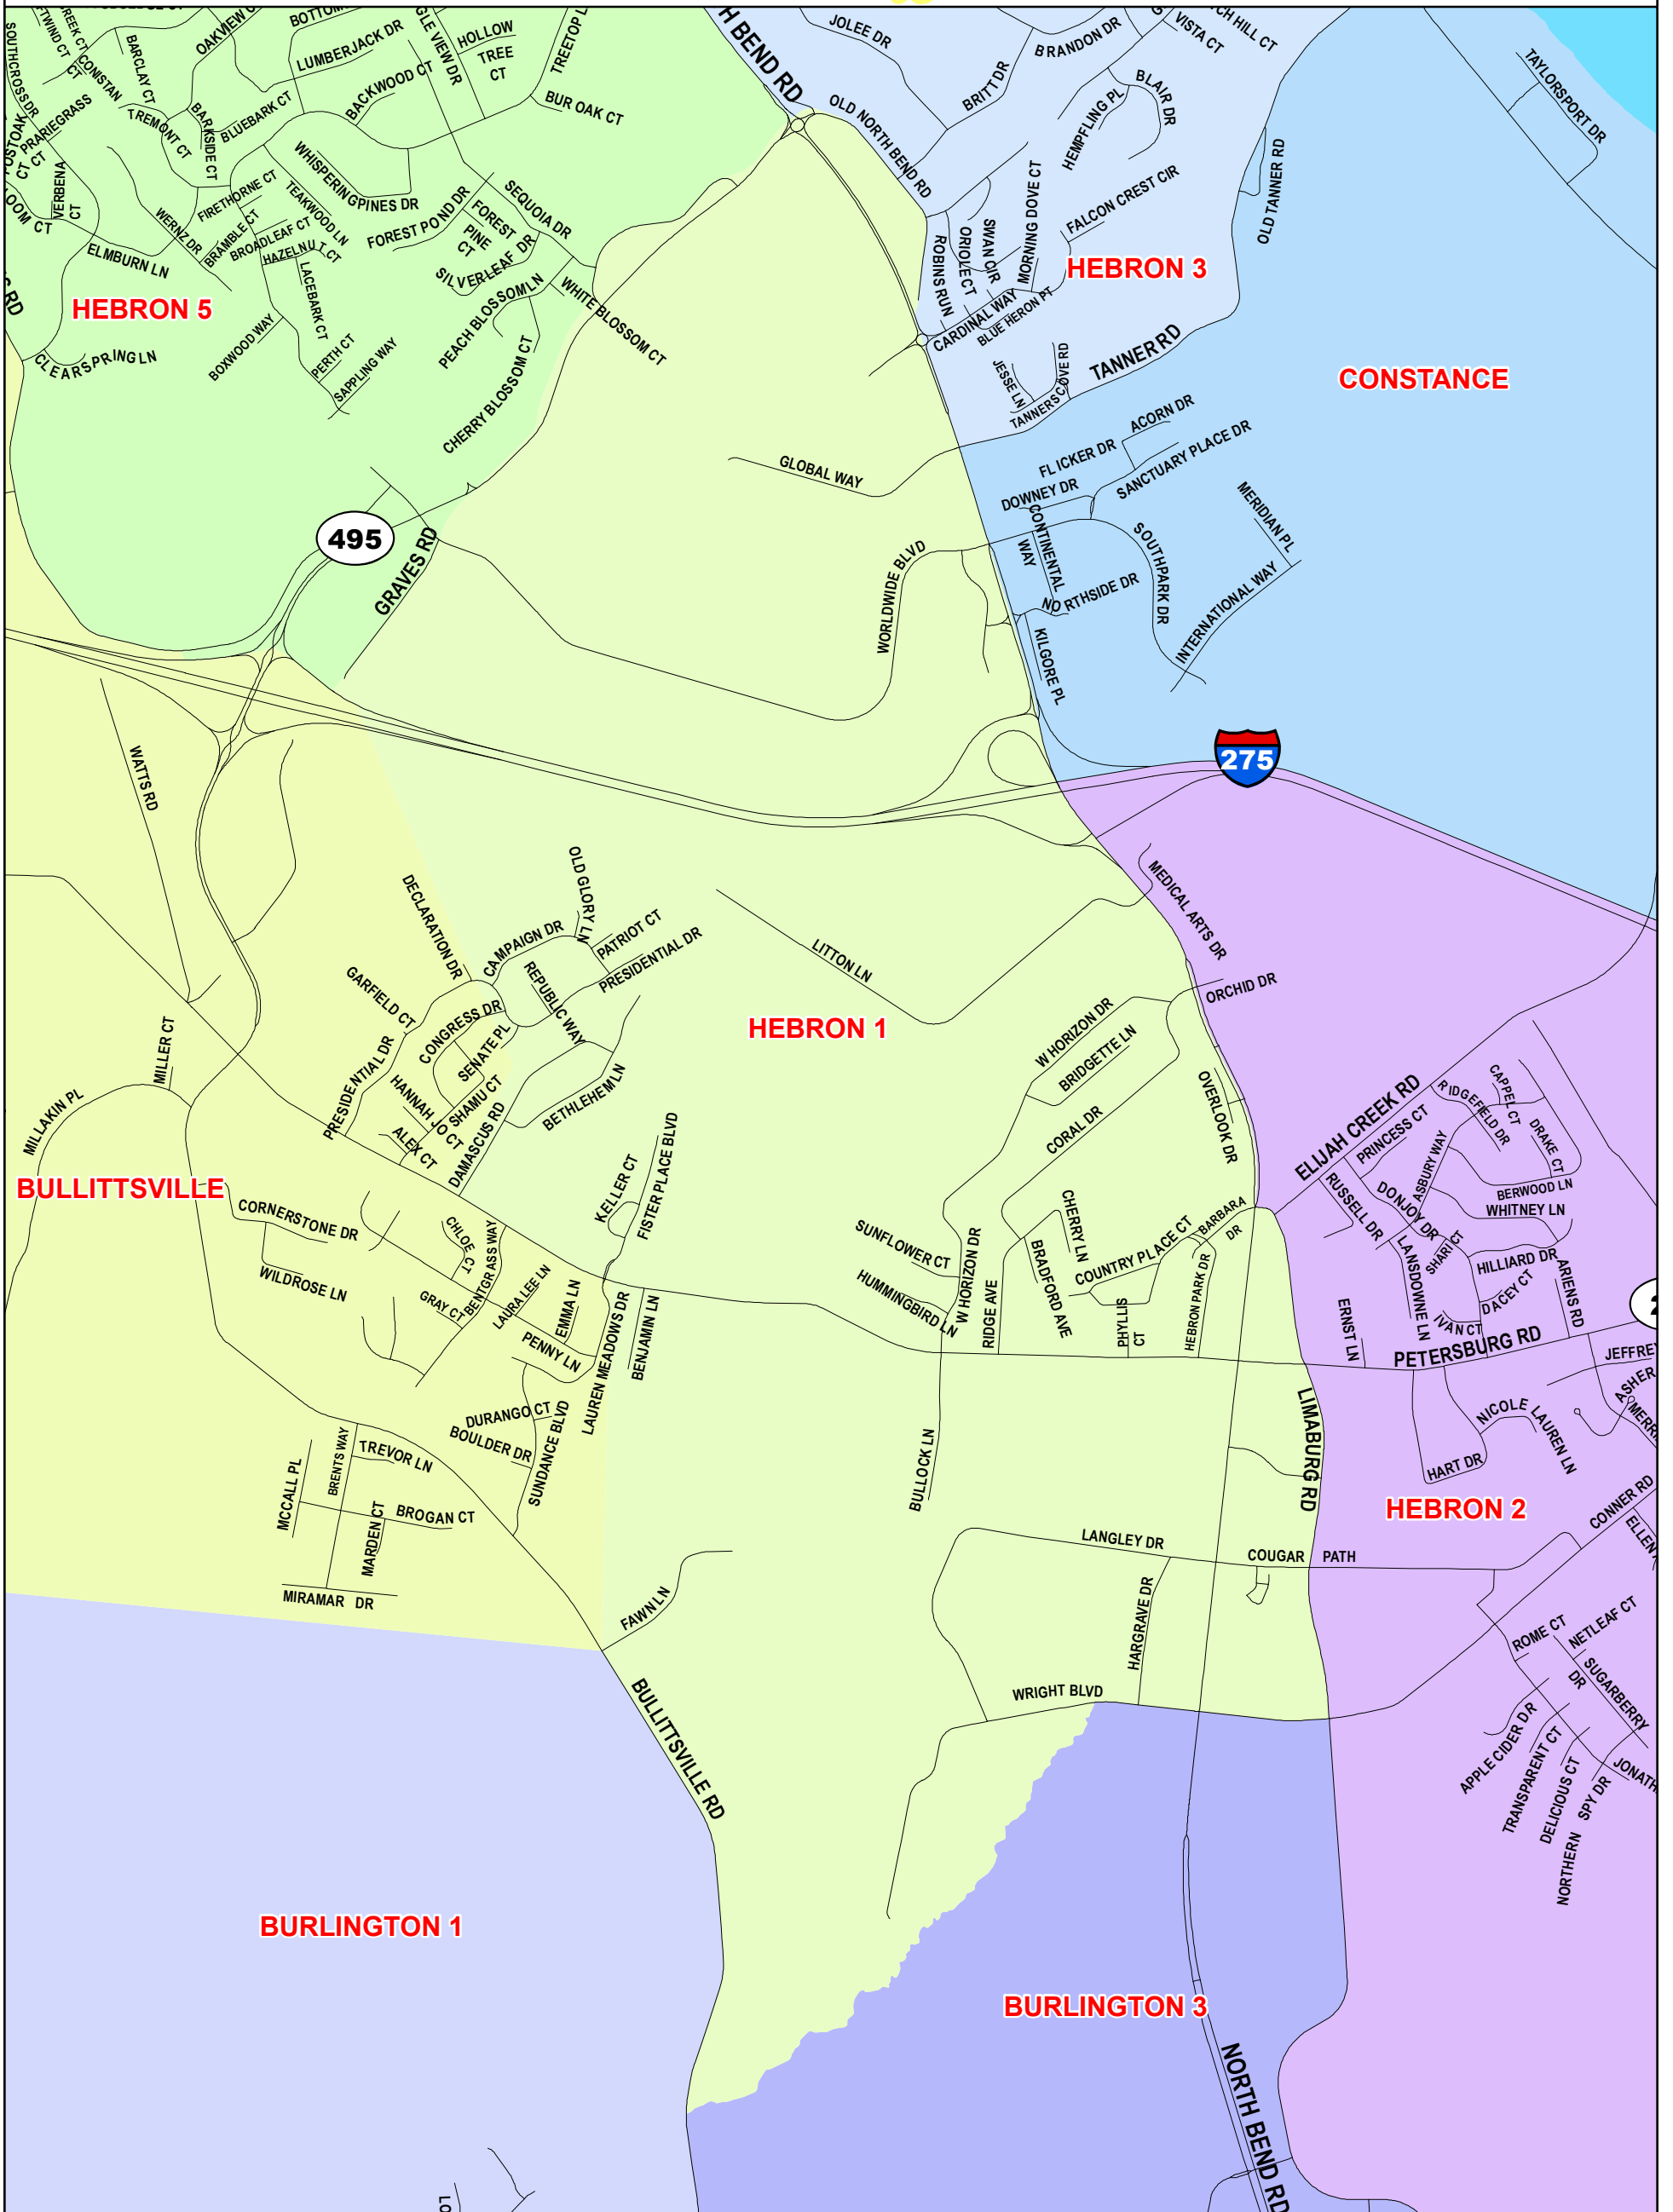 SOUTHCROSS DR
CONISTAN CT
BARCLAY CT
LUMBERJACK DR
HOLLOW
TREE
CT
BACKWOOD CT
BUR OAK CT
PRARIEGRASS
CT
TREMONT CT
BARKSIDE CT
BLUEBARK CT
VERBENA
CT
WHISPERINGPINES DR
TEAKWOOD LN
FIRETHORNE CT
WERNZ DR
BRAMBLE CT
BROADLEAF CT
HAZELNUT CT
LACEBARK CT
ELMBURN LN
FOREST POND DR
FOREST
PINE
CT
SEQUOIA DR
SILVERLEAF DR
PEACH BLOSSOM LN
WHITE BLOSSOM CT
CHERRY BLOSSOM CT
HEBRON 5
CLEARSPRING LN
BOXWOOD WAY
PERTH CT
SAPPLING WAY
495
GRAVES RD
H BEND RD
JOLEE DR
OLD NORTH BEND RD
BRITT DR
BRANDON DR
VISTA CT
CH HILL CT
BLAIR DR
HEMPFLING PL
TAYLORSPORT DR
OLD TANNER RD
FALCON CREST CIR
MORNING DOVE CT
SWAN CIR
ORIOLE CT
ROBINS RUN
HEBRON 3
CARDINAL WAY
BLUE HERON PT
JESSE LN
TANNERS COVE RD
TANNER RD
CONSTANCE
GLOBAL WAY
ACORN DR
FLICKER DR
SANCTUARY PLACE DR
DOWNEY DR
CONTINENTAL
WAY
MERIDIAN PL
SOUTHPARK DR
NORTHSIDE DR
INTERNATIONAL WAY
KILGORE PL
WORLDWIDE BLVD
275
WATTS RD
OLD GLORY LN
DECLARATION DR
CAMPAIGN DR
PATRIOT CT
PRESIDENTIAL DR
REPUBLIC WAY
GARFIELD CT
CONGRESS DR
SENATE PL
PRESIDENTIAL DR
HANNAH JO CT
SHAMU CT
ALEX CT
DAMASCUS RD
BETHLEHEM LN
LITTON LN
MEDICAL ARTS DR
ORCHID DR
HEBRON 1
W HORIZON DR
BRIDGETTE LN
CORAL DR
OVERLOOK DR
MILLER CT
MILLAKIN PL
BULLITTSVILLE
CORNERSTONE DR
WILDROSE LN
CHLOE CT
BENTGRASS WAY
GRAY CT
LAURA LEE LN
EMMA LN
PENNY LN
KELLER CT
FISTER PLACE BLVD
LAUREN MEADOWS DR
BENJAMIN LN
DURANGO CT
BOULDER DR
SUNDANCE BLVD
SUNFLOWER CT
HUMMINGBIRD LN
W HORIZON DR
RIDGE AVE
BRADFORD AVE
CHERRY LN
COUNTRY PLACE CT
BARBARA
DR
PHYLLIS
CT
HEBRON PARK DR
ELIJAH CREEK RD
RIDGEFIELD DR
CAPPEL CT
DRAKE CT
PRINCESS CT
ASBURY WAY
BERWOOD LN
WHITNEY LN
RUSSELL DR
DONJOY DR
SHARI CT
LANSDOWNE LN
HILLIARD DR
DACEY CT
IVAN CT
ARIENS RD
ERNST LN
PETERSBURG RD
JEFFREY
ASHER
MERR
NICOLE
LAUREN LN
HART DR
LIMABURG RD
BULLOCK LN
HEBRON 2
CONNER RD
ELLEN
MCCALL PL
BRENTS WAY
TREVOR LN
BROGAN CT
MARDEN CT
MIRAMAR DR
FAWN LN
LANGLEY DR
COUGAR PATH
HARGRAVE DR
WRIGHT BLVD
ROME CT
NETLEAF CT
SUGARBERRY
DR
APPLE CIDER DR
TRANSPARENT CT
DELICIOUS CT
NORTHERN SPY DR
JONATH
BULLITTSVILLE RD
BURLINGTON 1
BURLINGTON 3
NORTH BEND RD